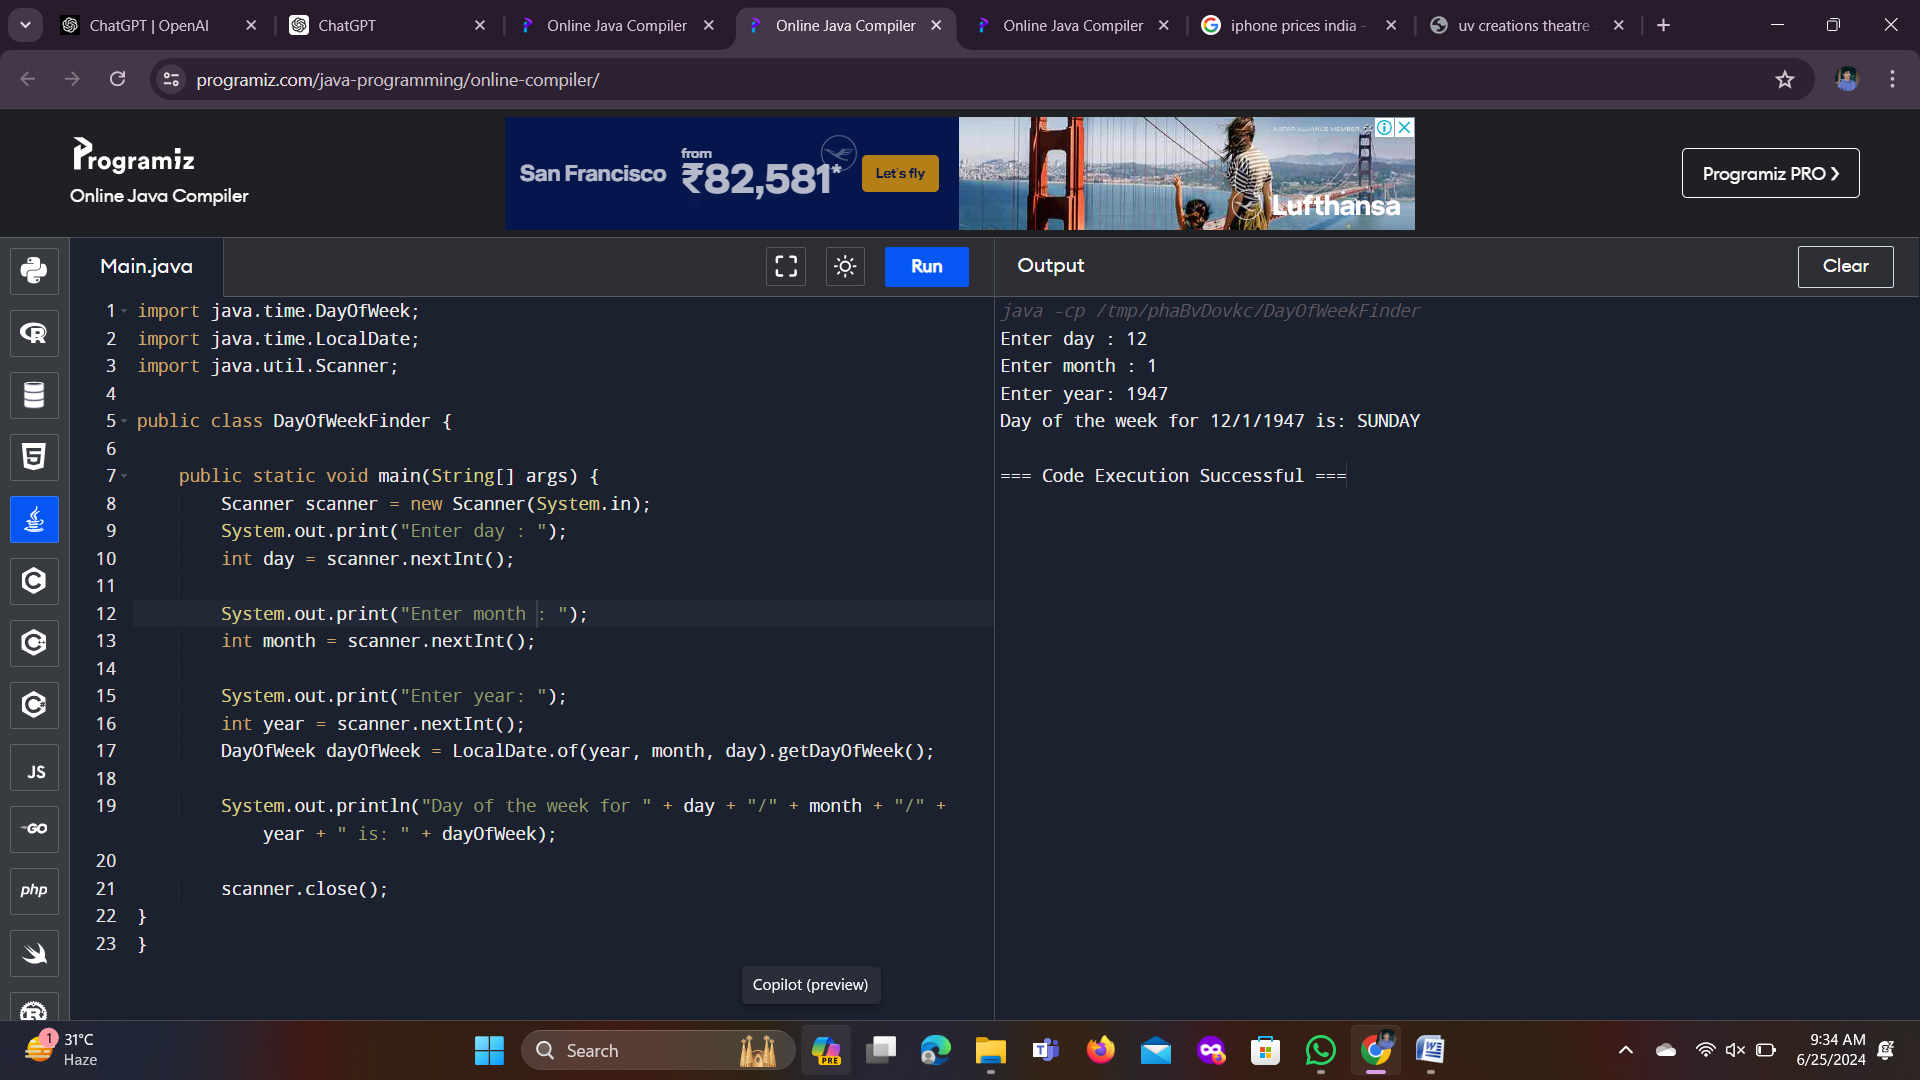 ChatGPT | OpenAI
ChatGPT
Online Java Compiler
Online Java Compiler
Online Java Compiler
iphone prices india -
uv creations theatre
programiz.com/java-programming/online-compiler/
Programiz
Online Java Compiler
San Francisco
from
₹82,581*
Let's fly
A STAR ALLIANCE MEMBER
Lufthansa
Programiz PRO
Main.java
Run
Output
Clear
1 import java.time.DayOfWeek;
2 import java.time.LocalDate;
3 import java.util.Scanner;
4
5 public class DayOfWeekFinder {
6
7 public static void main(String[] args) {
8 Scanner scanner = new Scanner(System.in);
9 System.out.print("Enter day : ");
10 int day = scanner.nextInt();
11
12 System.out.print("Enter month : ");
13 int month = scanner.nextInt();
14
15 System.out.print("Enter year: ");
16 int year = scanner.nextInt();
17 DayOfWeek dayOfWeek = LocalDate.of(year, month, day).getDayOfWeek();
18
19 System.out.println("Day of the week for " + day + "/" + month + "/" +
year + " is: " + dayOfWeek);
20
21 scanner.close();
22 }
23 }
java -cp /tmp/phaBvDovkc/DayOfWeekFinder
Enter day : 12
Enter month : 1
Enter year: 1947
Day of the week for 12/1/1947 is: SUNDAY
=== Code Execution Successful ===
JS
GO
php
Copilot (preview)
1
31°C
Haze
Search
PRE
9:34 AM
6/25/2024